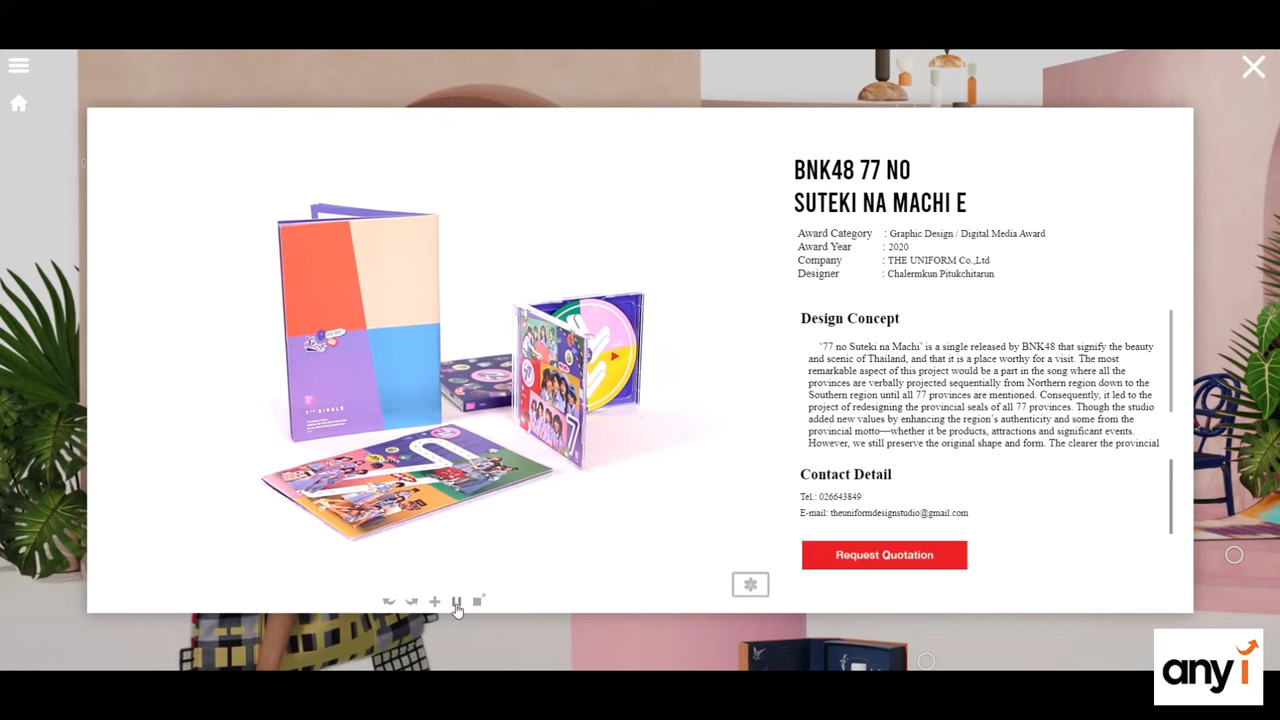 BNK48 77 NO
SUTEKI NA MACHI E
Award Category : Graphic Design / Digital Media Award
Award Year : 2020
Company : THE UNIFORM Co.,Ltd
Designer : Chalermkun Pitukchitarun
Design Concept
‘77 no Suteki na Machi’ is a single released by BNK48 that signify the beauty
and scenic of Thailand, and that it is a place worthy for a visit. The most
remarkable aspect of this project would be a part in the song where all the
provinces are verbally projected sequentially from Northern region down to the
Southern region until all 77 provinces are mentioned. Consequently, it led to the
project of redesigning the provincial seals of all 77 provinces. Though the studio
added new values by enhancing the region’s authenticity and some from the
provincial motto—whether it be products, attractions and significant events.
However, we still preserve the original shape and form. The clearer the provincial
Contact Detail
Tel.: 026643849
E-mail: theuniformdesignstudio@gmail.com
Request Quotation
7TH SINGLE
7
any i